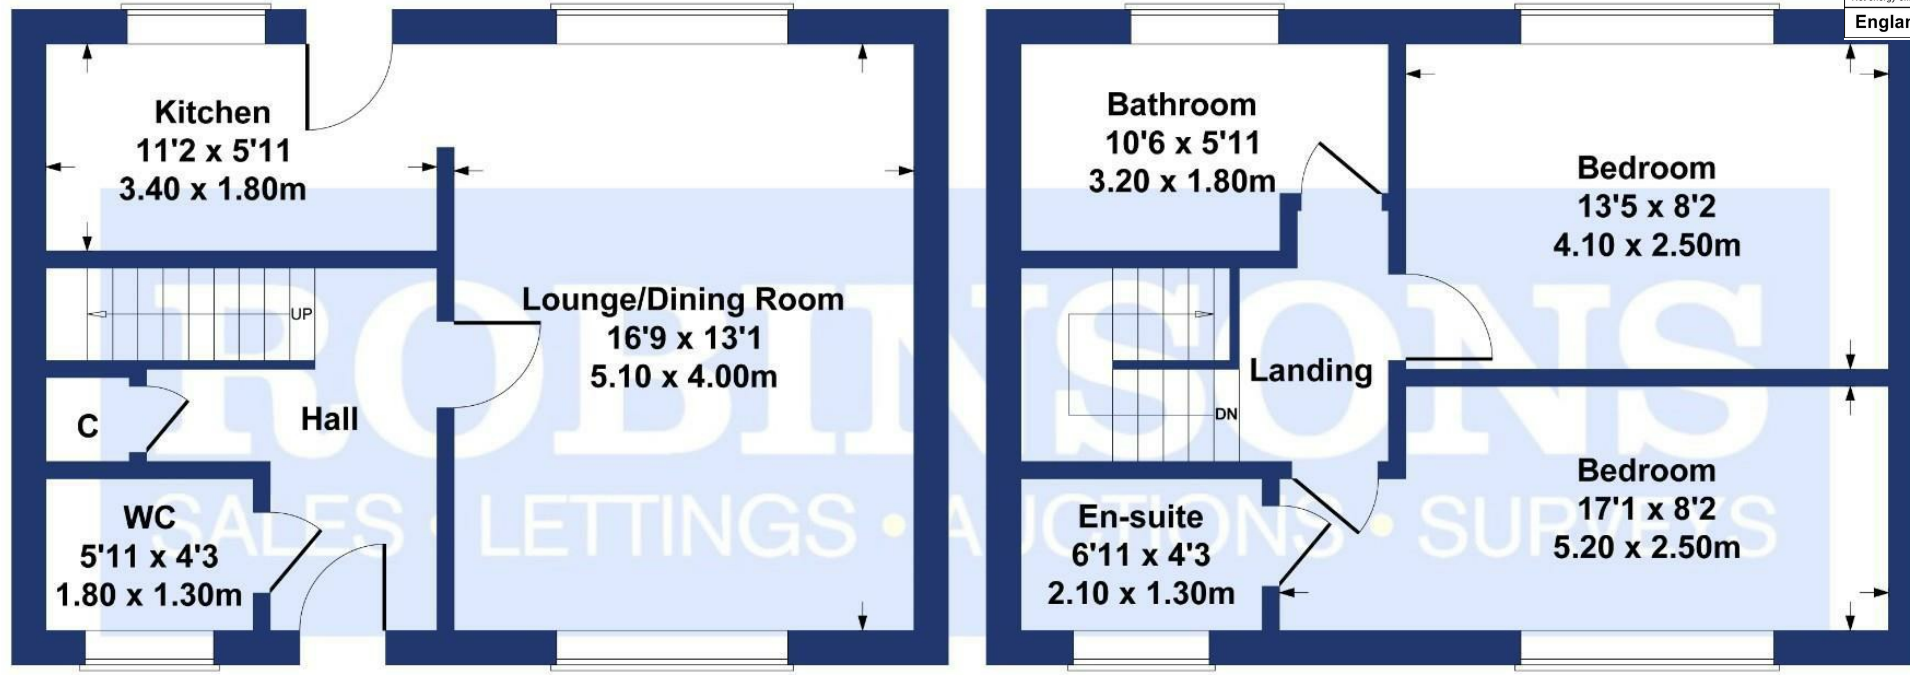 Englan
Kitchen
11'2 x 5'11
3.40 x 1.80m
Lounge/Dining Room
16'9 x 13'1
5.10 x 4.00m
UP
C
Hall
WC
5'11 x 4'3
1.80 x 1.30m
Bathroom
10'6 x 5'11
3.20 x 1.80m
Bedroom
13'5 x 8'2
4.10 x 2.50m
Landing
DN
En-suite
6'11 x 4'3
2.10 x 1.30m
Bedroom
17'1 x 8'2
5.20 x 2.50m
ROBINSONS
SALES • LETTINGS • AUCTIONS • SURVEYS